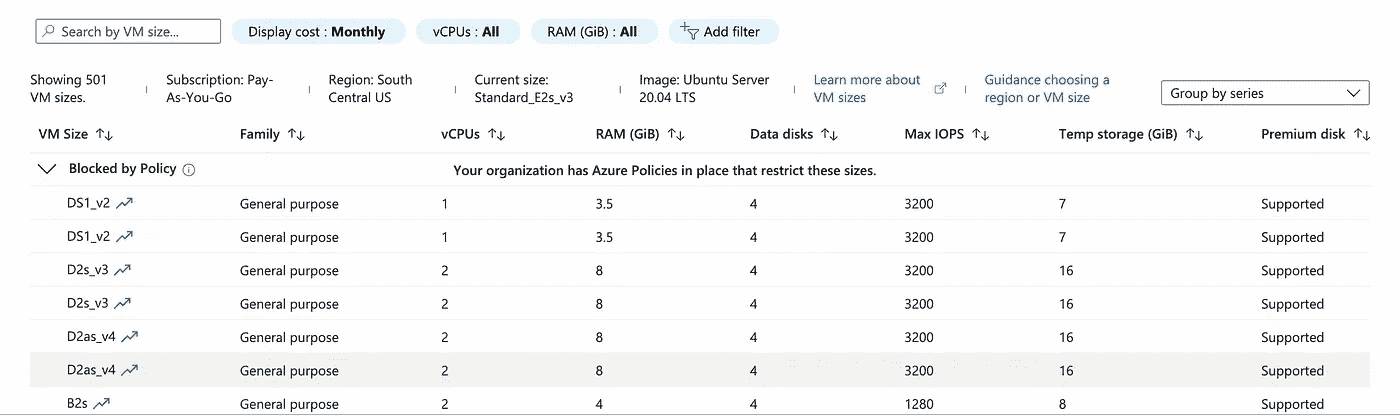 Search by VM size... Display cost : Monthly vCPUs : All RAM (GiB) : All Add filter
Showing 501 VM sizes.
Subscription: Pay-As-You-Go
Region: South Central US
Current size: Standard_E2s_v3
Image: Ubuntu Server 20.04 LTS
Learn more about VM sizes
Guidance choosing a region or VM size
Group by series
VM Size Family vCPUs RAM (GiB) Data disks Max IOPS Temp storage (GiB) Premium disk
Blocked by Policy Your organization has Azure Policies in place that restrict these sizes.
DS1_v2 General purpose 1 3.5 4 3200 7 Supported
DS1_v2 General purpose 1 3.5 4 3200 7 Supported
D2s_v3 General purpose 2 8 4 3200 16 Supported
D2s_v3 General purpose 2 8 4 3200 16 Supported
D2as_v4 General purpose 2 8 4 3200 16 Supported
D2as_v4 General purpose 2 8 4 3200 16 Supported
B2s General purpose 2 4 4 1280 8 Supported